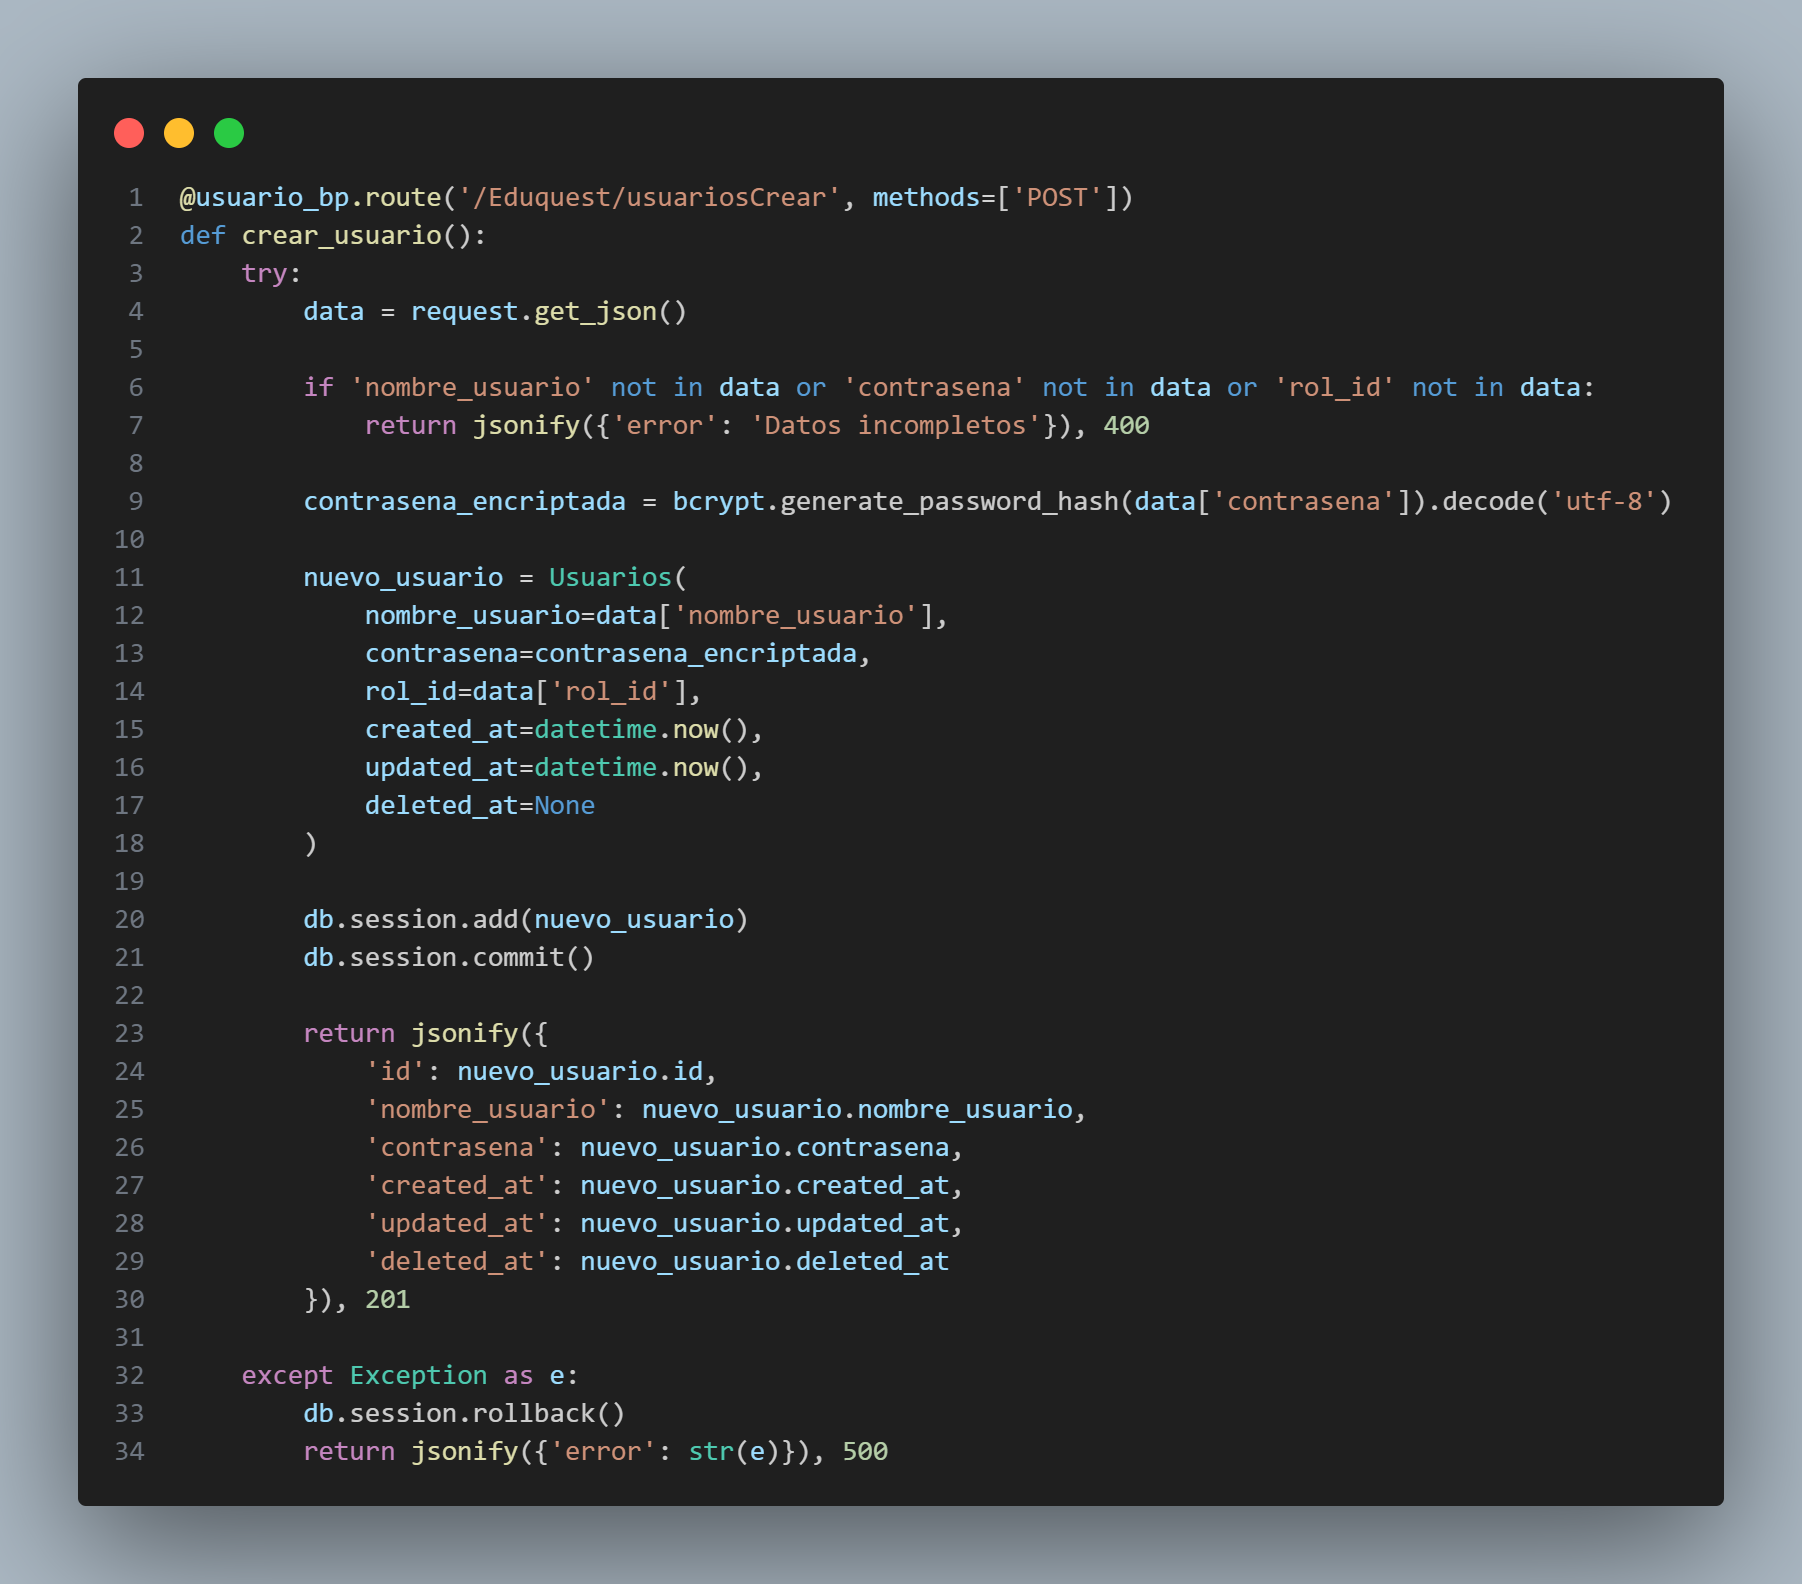 1 @usuario_bp.route('/Eduquest/usuariosCrear', methods=['POST'])
2 def crear_usuario():
3     try:
4         data = request.get_json()
5
6         if 'nombre_usuario' not in data or 'contrasena' not in data or 'rol_id' not in data:
7             return jsonify({'error': 'Datos incompletos'}), 400
8
9         contrasena_encriptada = bcrypt.generate_password_hash(data['contrasena']).decode('utf-8')
10
11         nuevo_usuario = Usuarios(
12             nombre_usuario=data['nombre_usuario'],
13             contrasena=contrasena_encriptada,
14             rol_id=data['rol_id'],
15             created_at=datetime.now(),
16             updated_at=datetime.now(),
17             deleted_at=None
18         )
19
20         db.session.add(nuevo_usuario)
21         db.session.commit()
22
23         return jsonify({
24             'id': nuevo_usuario.id,
25             'nombre_usuario': nuevo_usuario.nombre_usuario,
26             'contrasena': nuevo_usuario.contrasena,
27             'created_at': nuevo_usuario.created_at,
28             'updated_at': nuevo_usuario.updated_at,
29             'deleted_at': nuevo_usuario.deleted_at
30         }), 201
31
32     except Exception as e:
33         db.session.rollback()
34         return jsonify({'error': str(e)}), 500